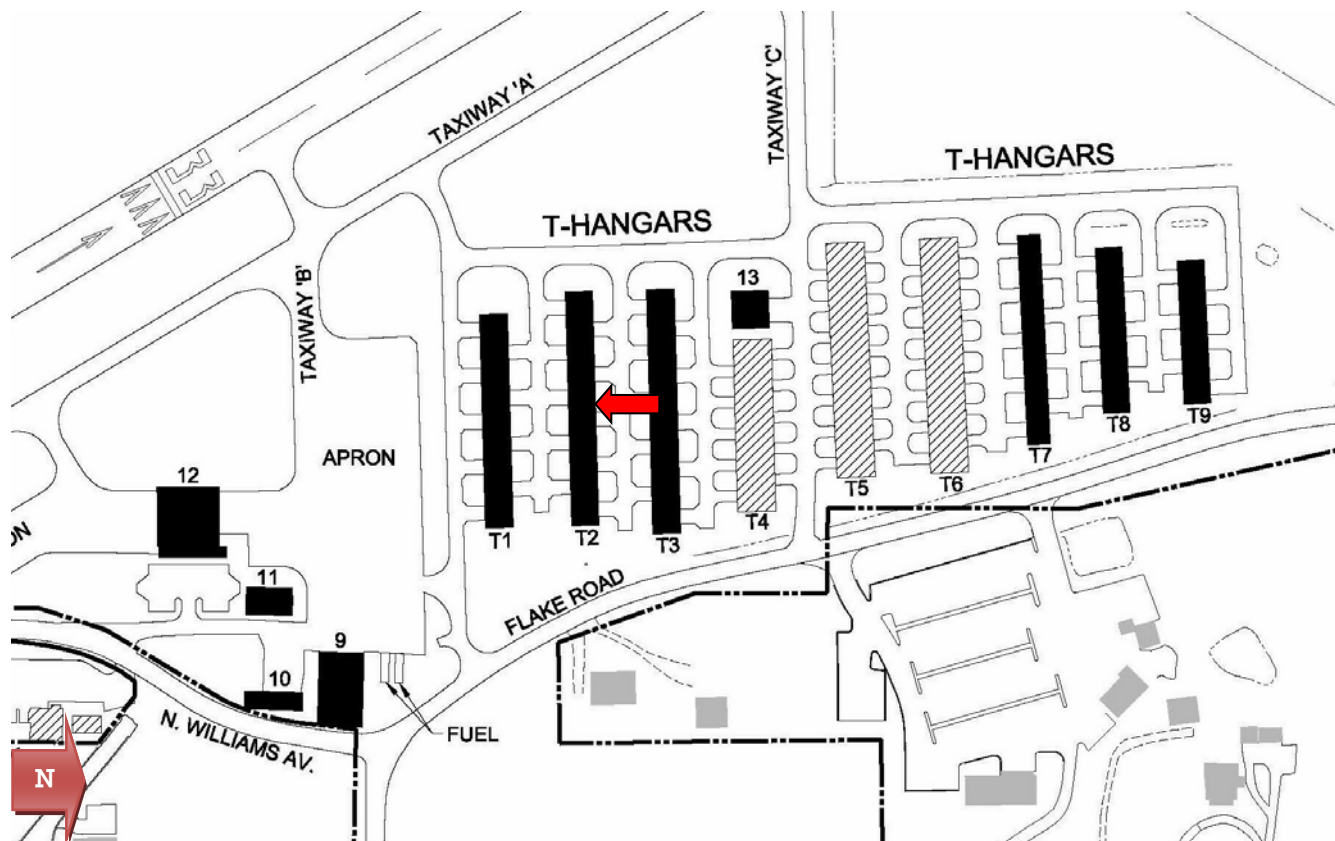 TAXIWAY 'A'
TAXIWAY 'C'
T-HANGARS
33
T-HANGARS
TAXIWAY 'B'
13
APRON
12
T1
T2
T3
T4
T5
T6
T7
T8
T9
11
FLAKE ROAD
9
10
N. WILLIAMS AV.
FUEL
N